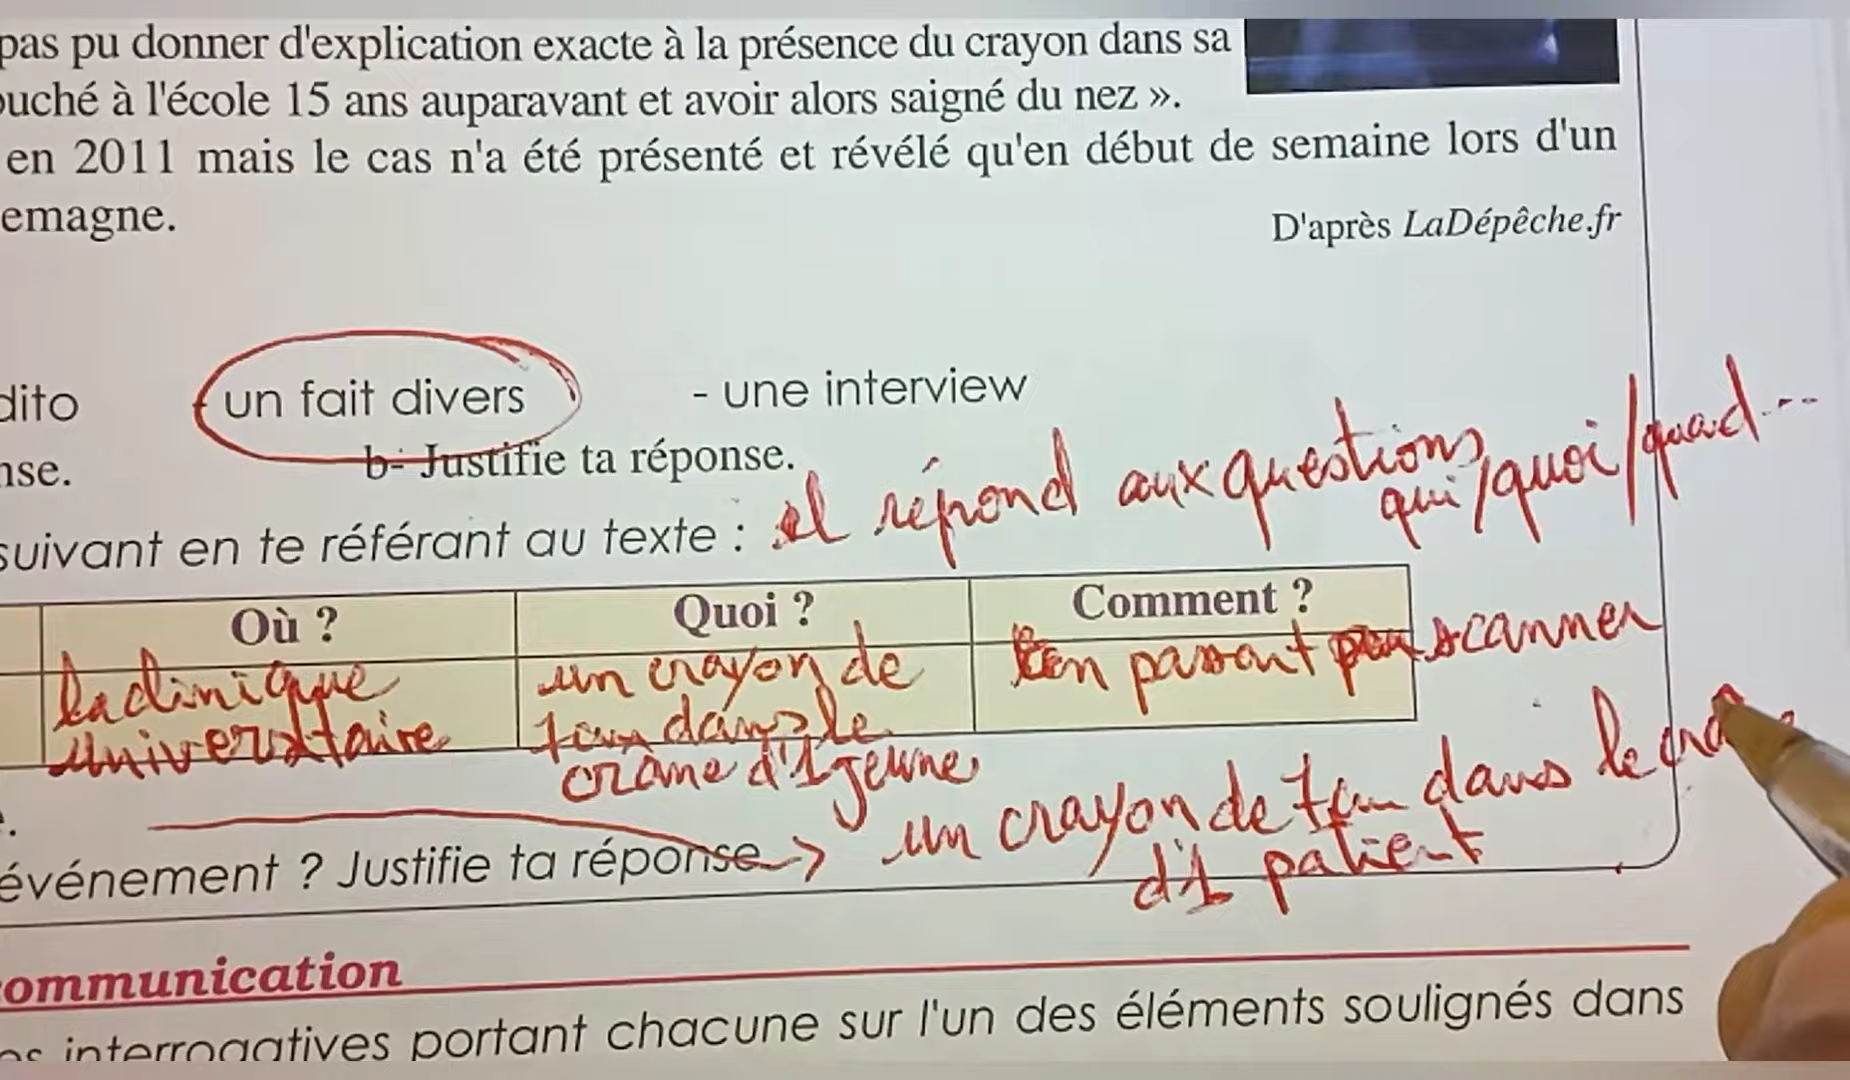 pas pu donner d'explication exacte à la présence du crayon dans sa
ouché à l'école 15 ans auparavant et avoir alors saigné du nez ».
en 2011 mais le cas n'a été présenté et révélé qu'en début de semaine lors d'un
emagne.
D'après LaDépêche.fr
dito
- un fait divers
- une interview
nse.
b- Justifie ta réponse.
il répond aux questions
qui/quoi/quad...
suivant en te référant au texte :
Où ?
Quoi ?
Comment ?
la clinique
universitaire
un crayon de
dans le
crâne d'1 jeune
en passant scanner
événement ? Justifie ta réponse
un crayon de dans le
d'1 patient
ommunication
es interrogatives portant chacune sur l'un des éléments soulignés dans